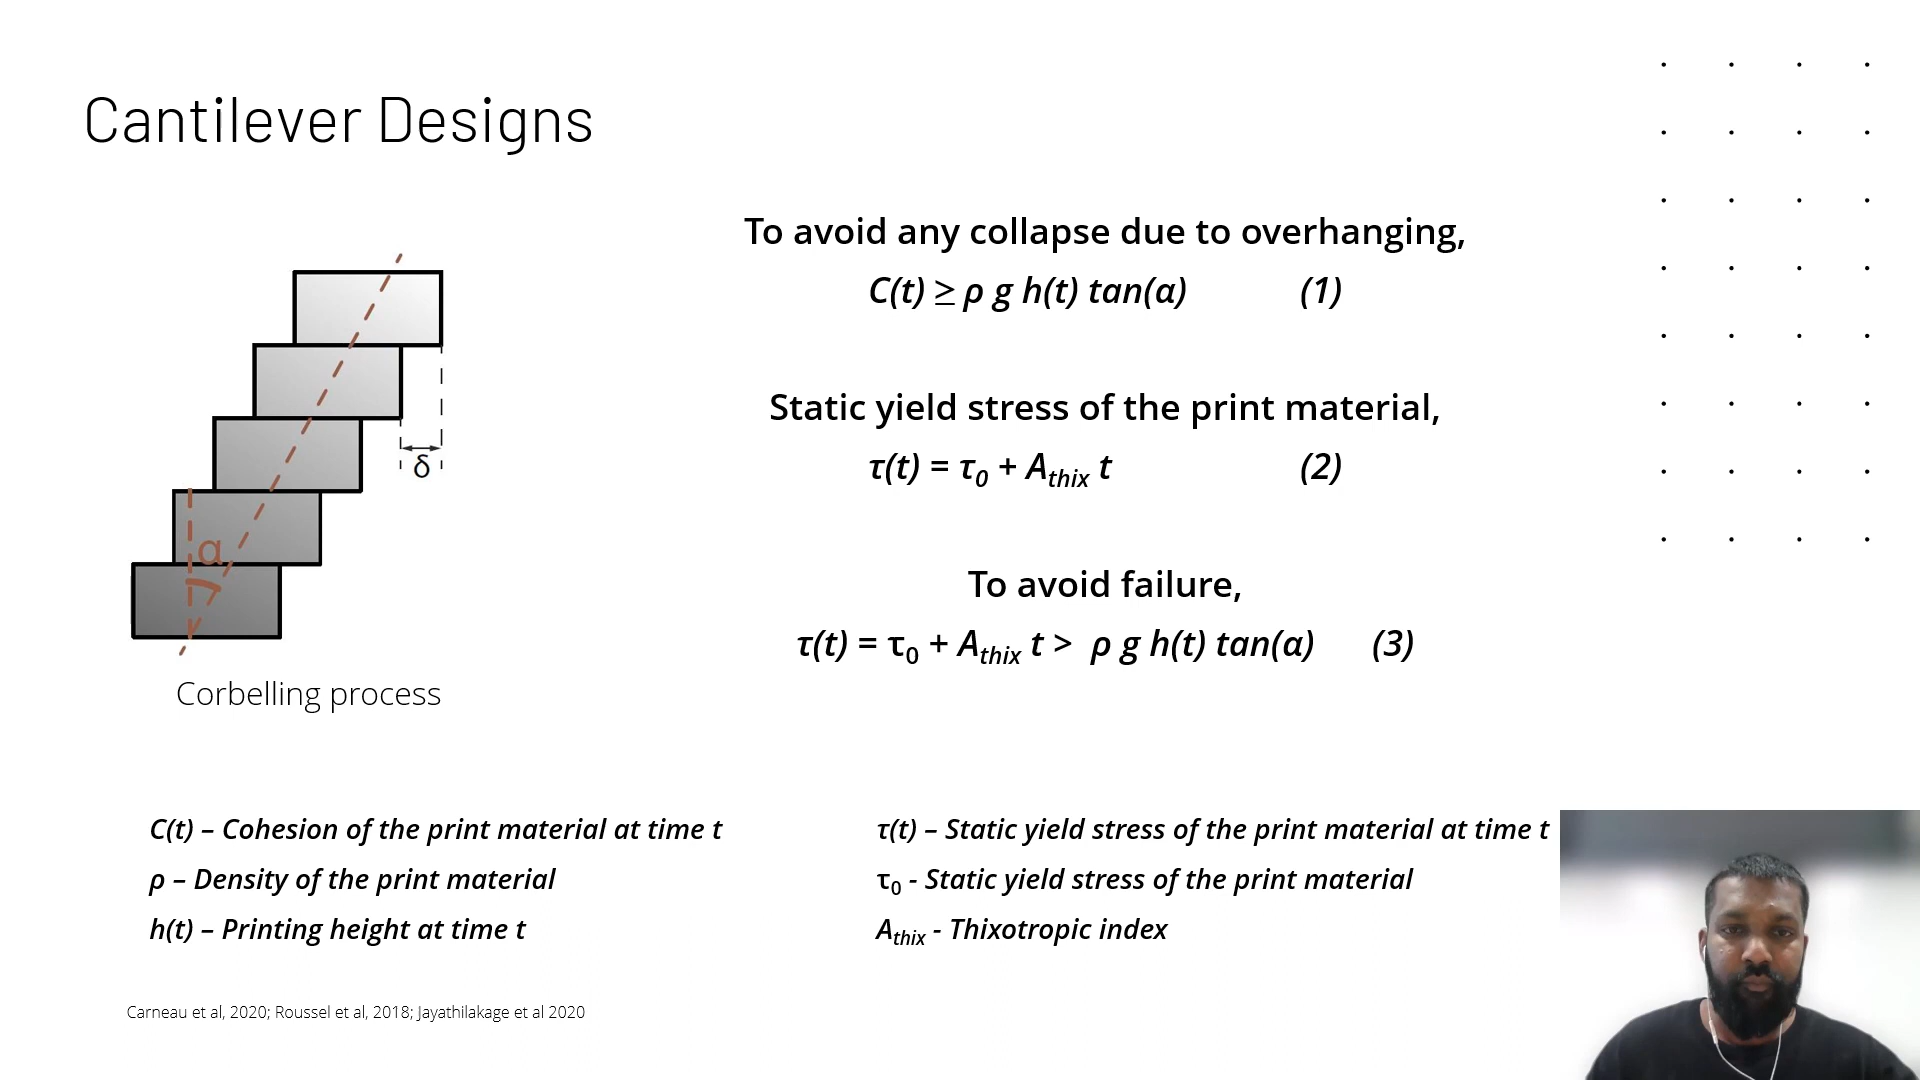 Cantilever Designs
To avoid any collapse due to overhanging,
C(t) ≥ ρ g h(t) tan(α) (1)
Static yield stress of the print material,
τ(t) = τ₀ + Aₜₕᵢₓ t (2)
To avoid failure,
τ(t) = τ₀ + Aₜₕᵢₓ t > ρ g h(t) tan(α) (3)
δ
α
Corbelling process
C(t) – Cohesion of the print material at time t
ρ – Density of the print material
h(t) – Printing height at time t
τ(t) – Static yield stress of the print material at time t
τ₀ - Static yield stress of the print material
Aₜₕᵢₓ - Thixotropic index
Carneau et al, 2020; Roussel et al, 2018; Jayathilakage et al 2020